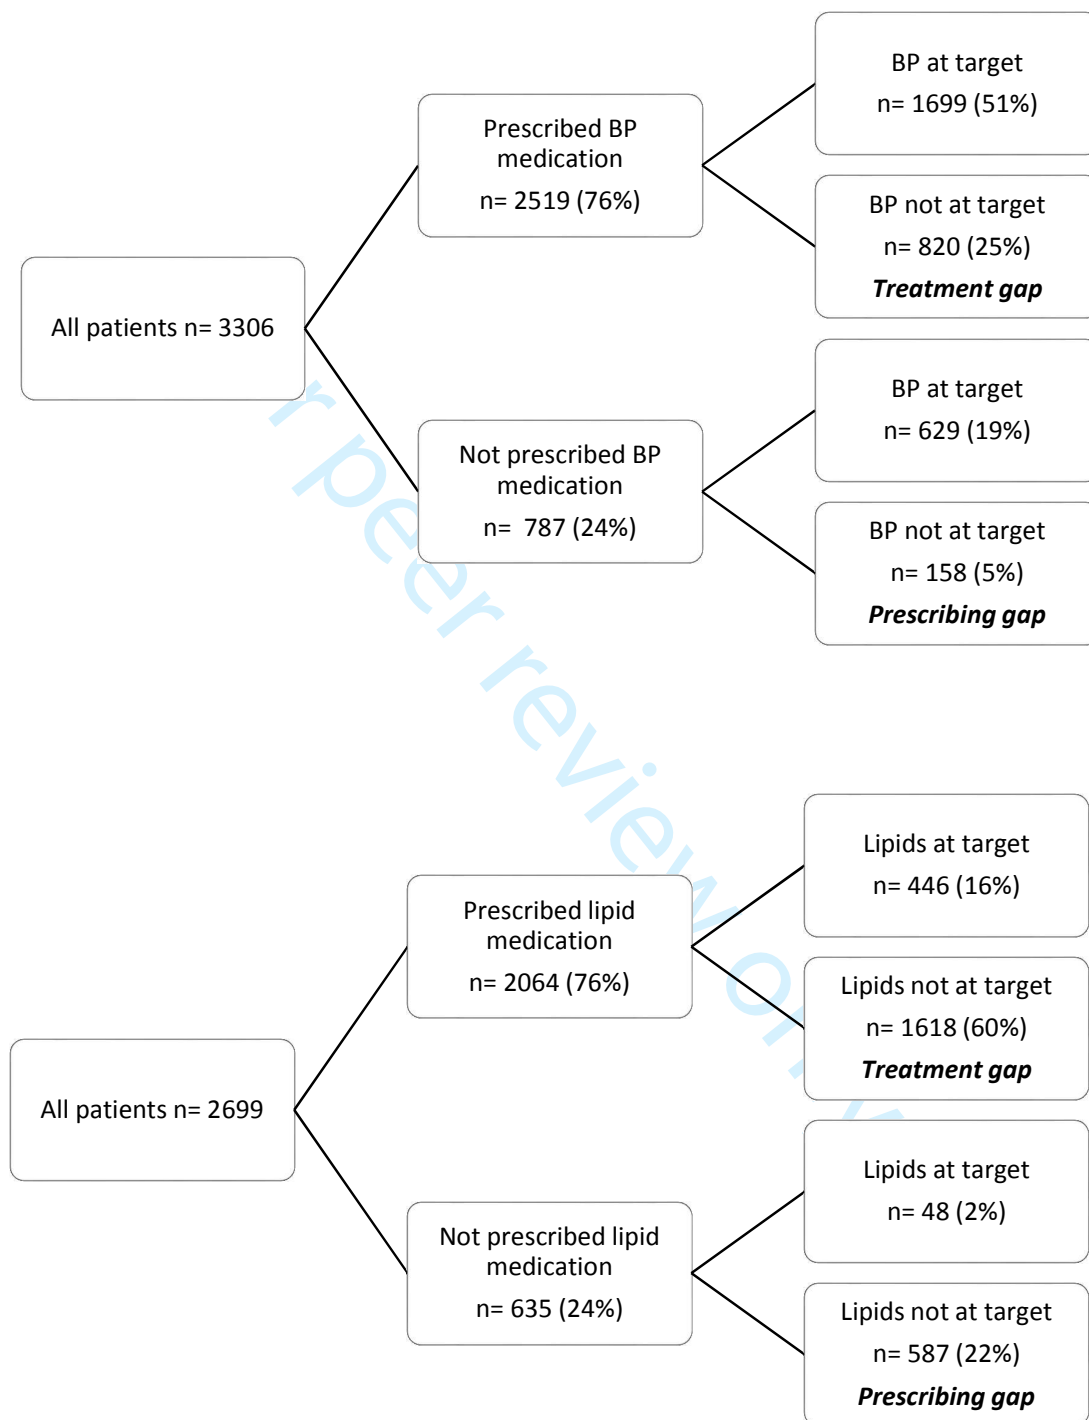 BP at target
n= 1699 (51%)
Prescribed BP
medication
n= 2519 (76%)
BP not at target
n= 820 (25%)
Treatment gap
All patients n= 3306
BP at target
n= 629 (19%)
Not prescribed BP
medication
n=  787 (24%)
BP not at target
n= 158 (5%)
Prescribing gap
r peer review on
Lipids at target
n= 446 (16%)
Prescribed lipid
medication
n= 2064 (76%)
Lipids not at target
n= 1618 (60%)
Treatment gap
All patients n= 2699
Lipids at target
n= 48 (2%)
Not prescribed lipid
medication
n= 635 (24%)
Lipids not at target
n= 587 (22%)
Prescribing gap